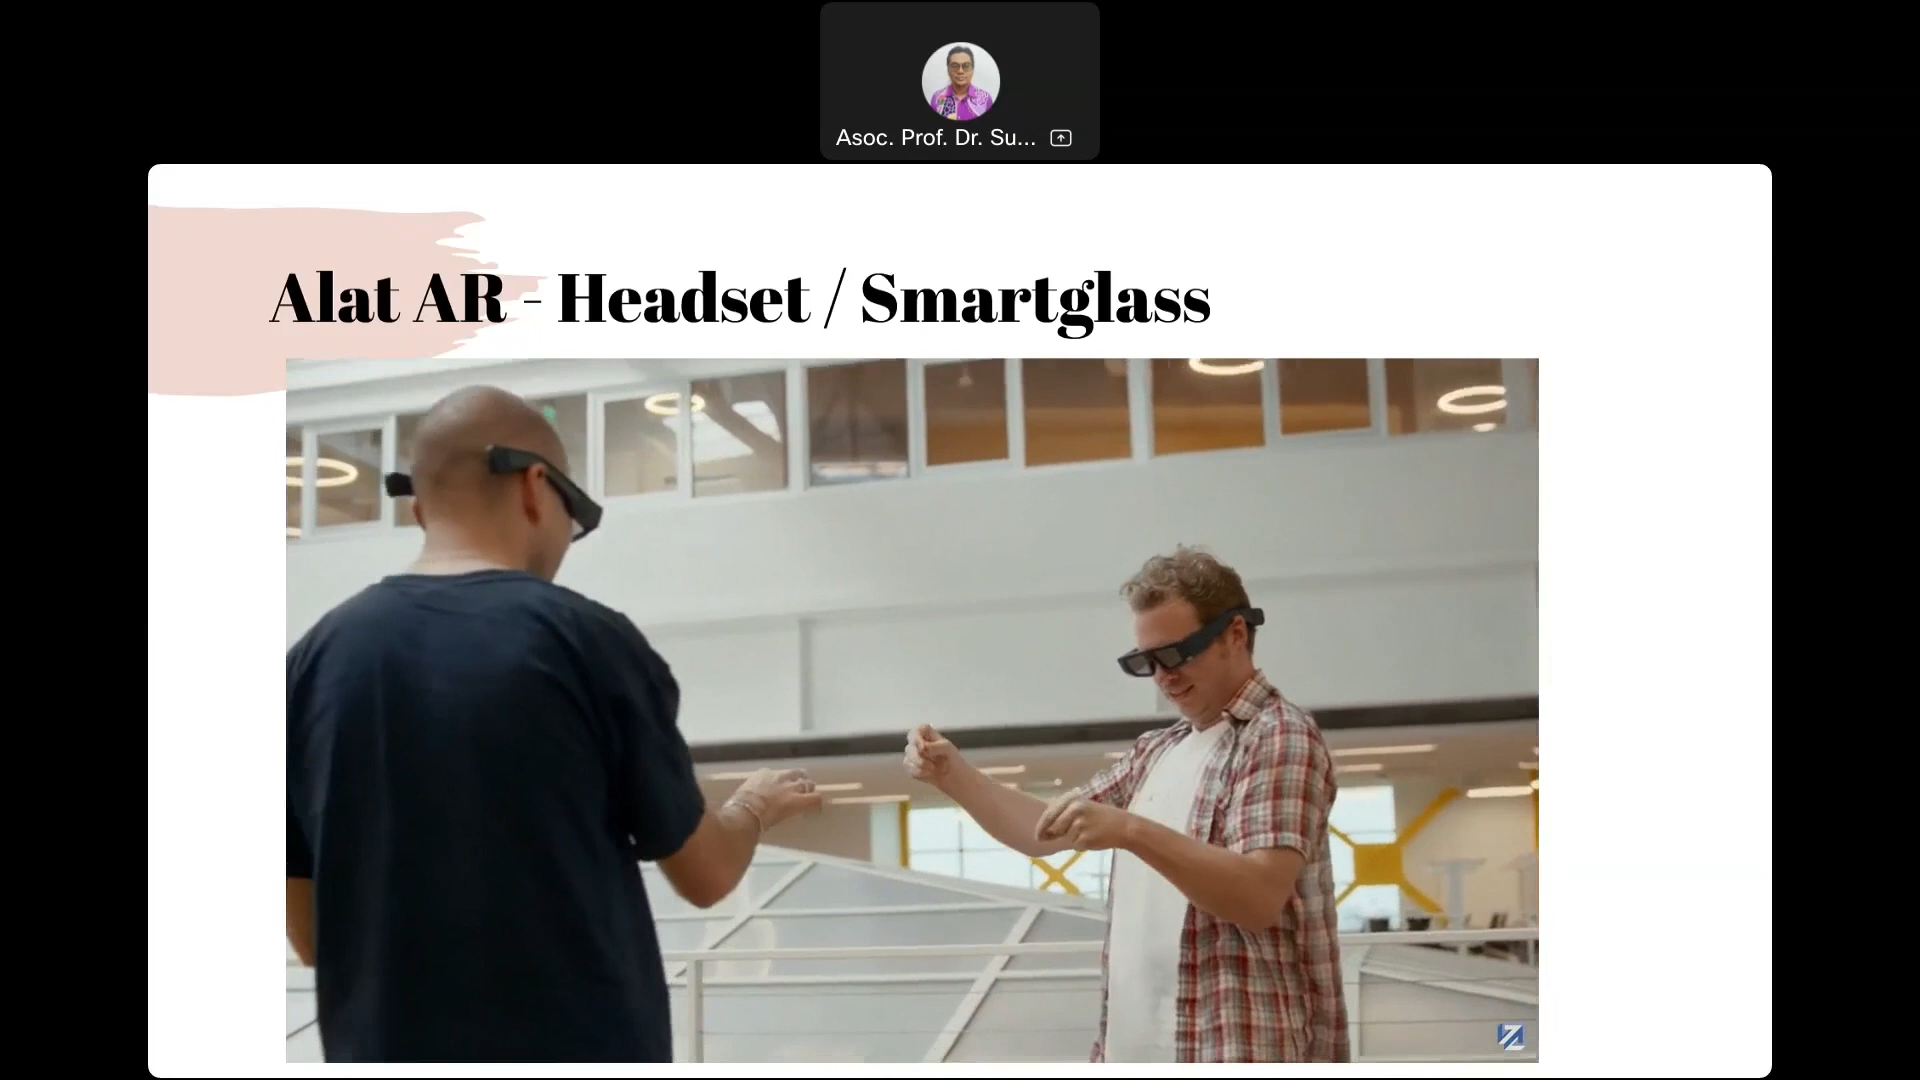 Asoc. Prof. Dr. Su...
Alat AR - Headset / Smartglass